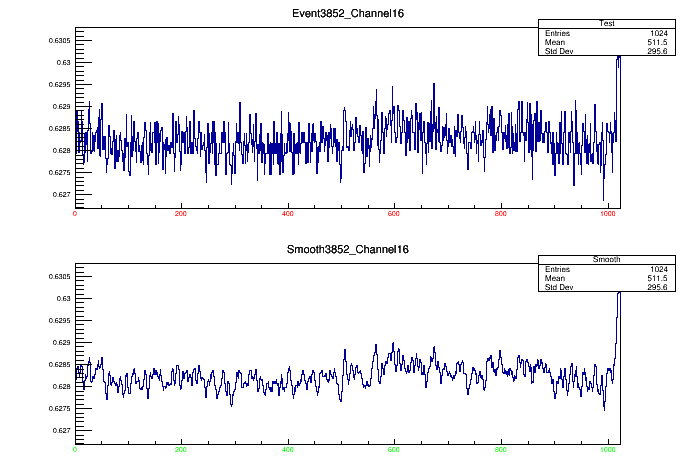 Event3852_Channel16
Test
Entries 1024
Mean 511.5
Std Dev 295.6
0.6305
0.63
0.6295
0.629
0.6285
0.628
0.6275
0.627
0 200 400 600 800 1000
Smooth3852_Channel16
Smooth
Entries 1024
Mean 511.5
Std Dev 295.6
0.6305
0.63
0.6295
0.629
0.6285
0.628
0.6275
0.627
0 200 400 600 800 1000